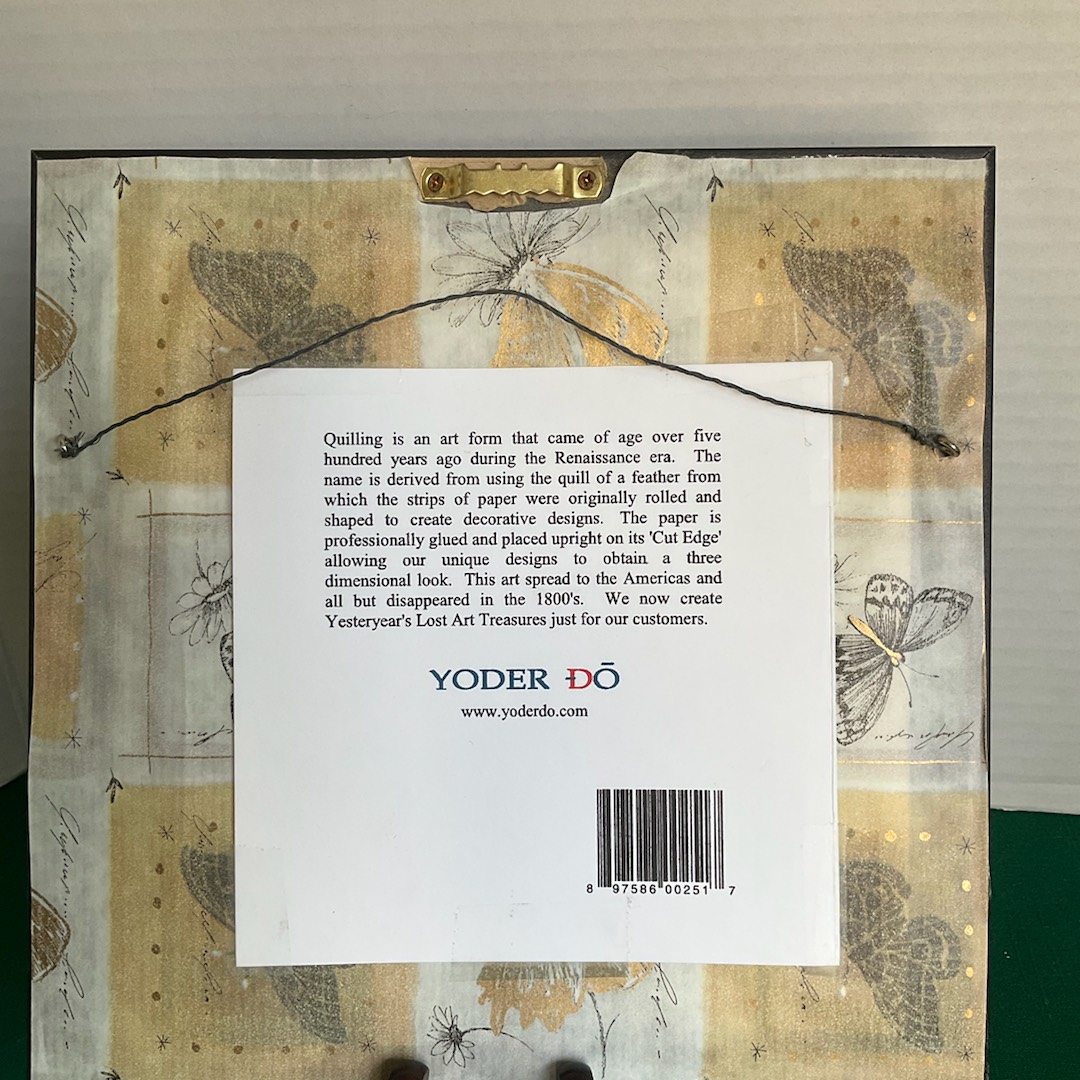 Quilling is an art form that came of age over five
hundred years ago during the Renaissance era. The
name is derived from using the quill of a feather from
which the strips of paper were originally rolled and
shaped to create decorative designs. The paper is
professionally glued and placed upright on its 'Cut Edge'
allowing our unique designs to obtain a three
dimensional look. This art spread to the Americas and
all but disappeared in the 1800's. We now create
Yesteryear's Lost Art Treasures just for our customers.
YODER DŌ
www.yoderdo.com
8 97586 00251 7